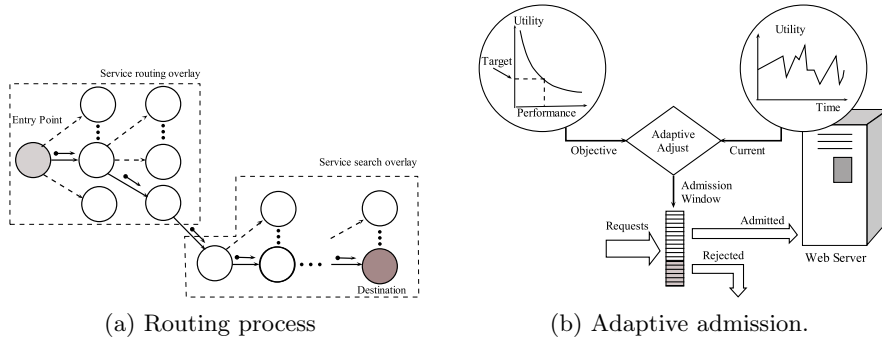 Service routing overlay
Entry Point
Service search overlay
Destination
(a) Routing process
Utility
Target
Performance
Utility
Time
Adaptive
Adjust
Objective
Current
Admission
Window
Requests
Admitted
Rejected
Web Server
(b) Adaptive admission.